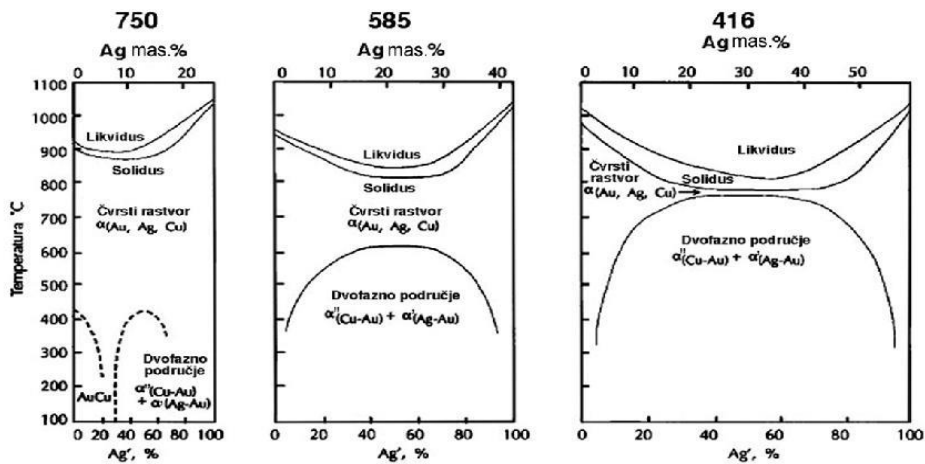 750
Ag mas.%
0 10 20
Temperatura °C
1100
1000
900
800
700
600
500
400
300
200
100
Likvidus
Solidus
Čvrsti rastvor
α(Au, Ag, Cu)
AuCu
Dvofazno
područje
α"(Cu-Au)
+ α'(Ag-Au)
0 20 40 60 80 100
Ag', %
585
Ag mas.%
0 10 20 30 40
Likvidus
Solidus
Čvrsti rastvor
α(Au, Ag, Cu)
Dvofazno područje
α"(Cu-Au) + α'(Ag-Au)
0 20 40 60 80 100
Ag', %
416
Ag mas.%
0 10 20 30 40 50
Likvidus
Solidus
Čvrsti
rastvor
α(Au, Ag, Cu)
Dvofazno područje
α"(Cu-Au) + α'(Ag-Au)
0 20 40 60 80 100
Ag', %